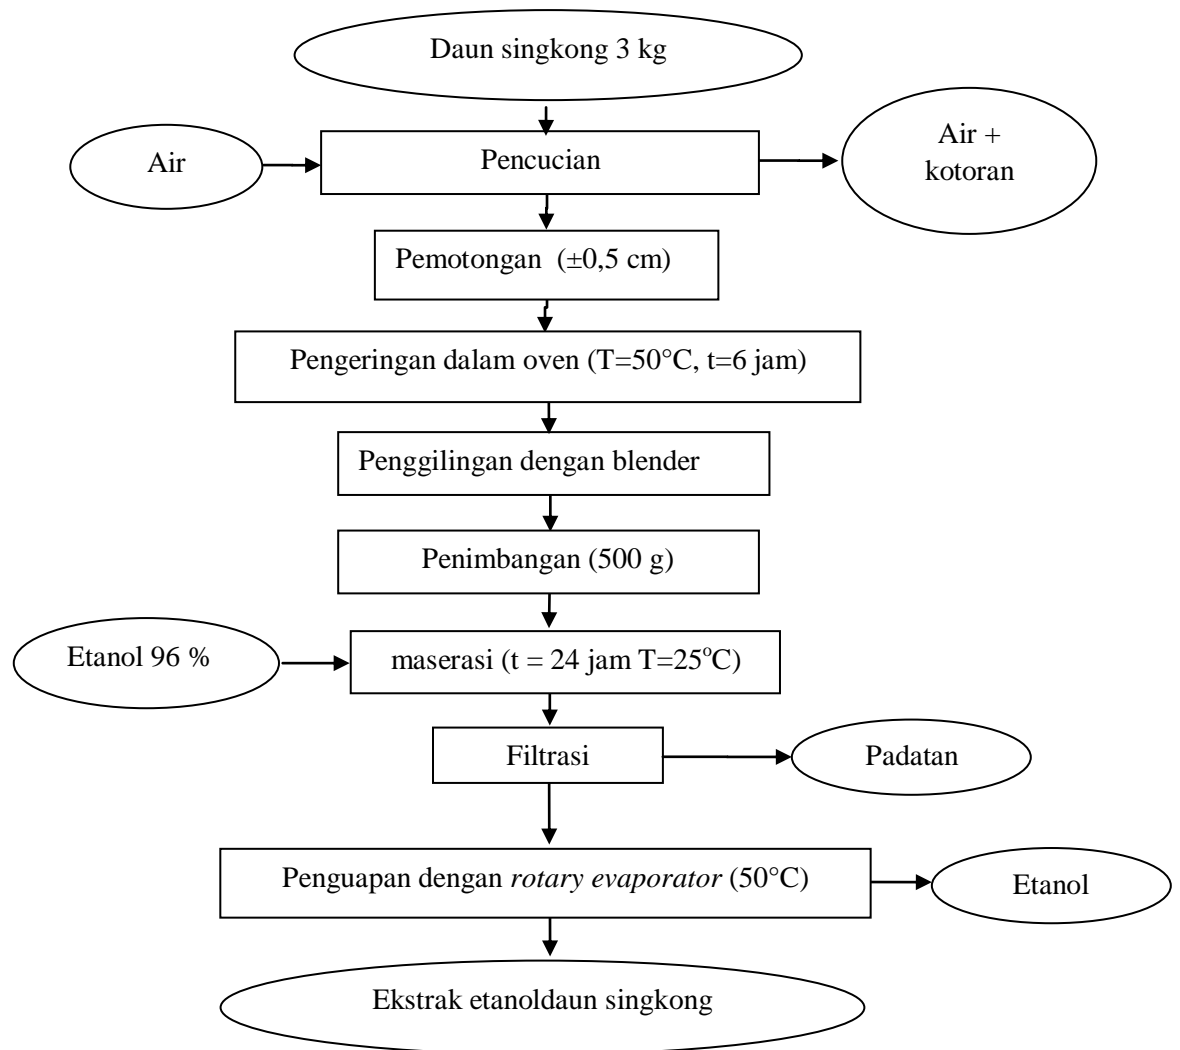 Daun singkong 3 kg
Air
Pencucian
Air +
kotoran
Pemotongan (±0,5 cm)
Pengeringan dalam oven (T=50°C, t=6 jam)
Penggilingan dengan blender
Penimbangan (500 g)
Etanol 96 %
maserasi (t = 24 jam T=25°C)
Filtrasi
Padatan
Penguapan dengan rotary evaporator (50°C)
Etanol
Ekstrak etanoldaun singkong